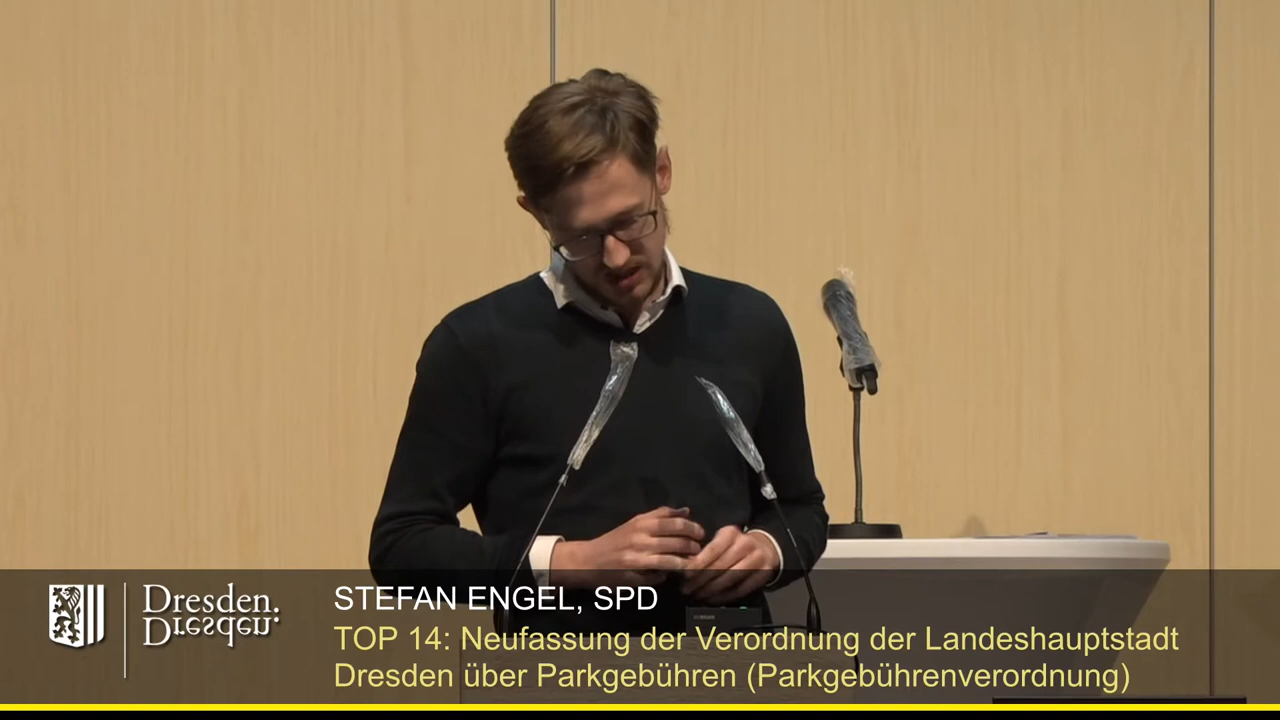 Dresden.
Dresden.
STEFAN ENGEL, SPD
TOP 14: Neufassung der Verordnung der Landeshauptstadt
Dresden über Parkgebühren (Parkgebührenverordnung)